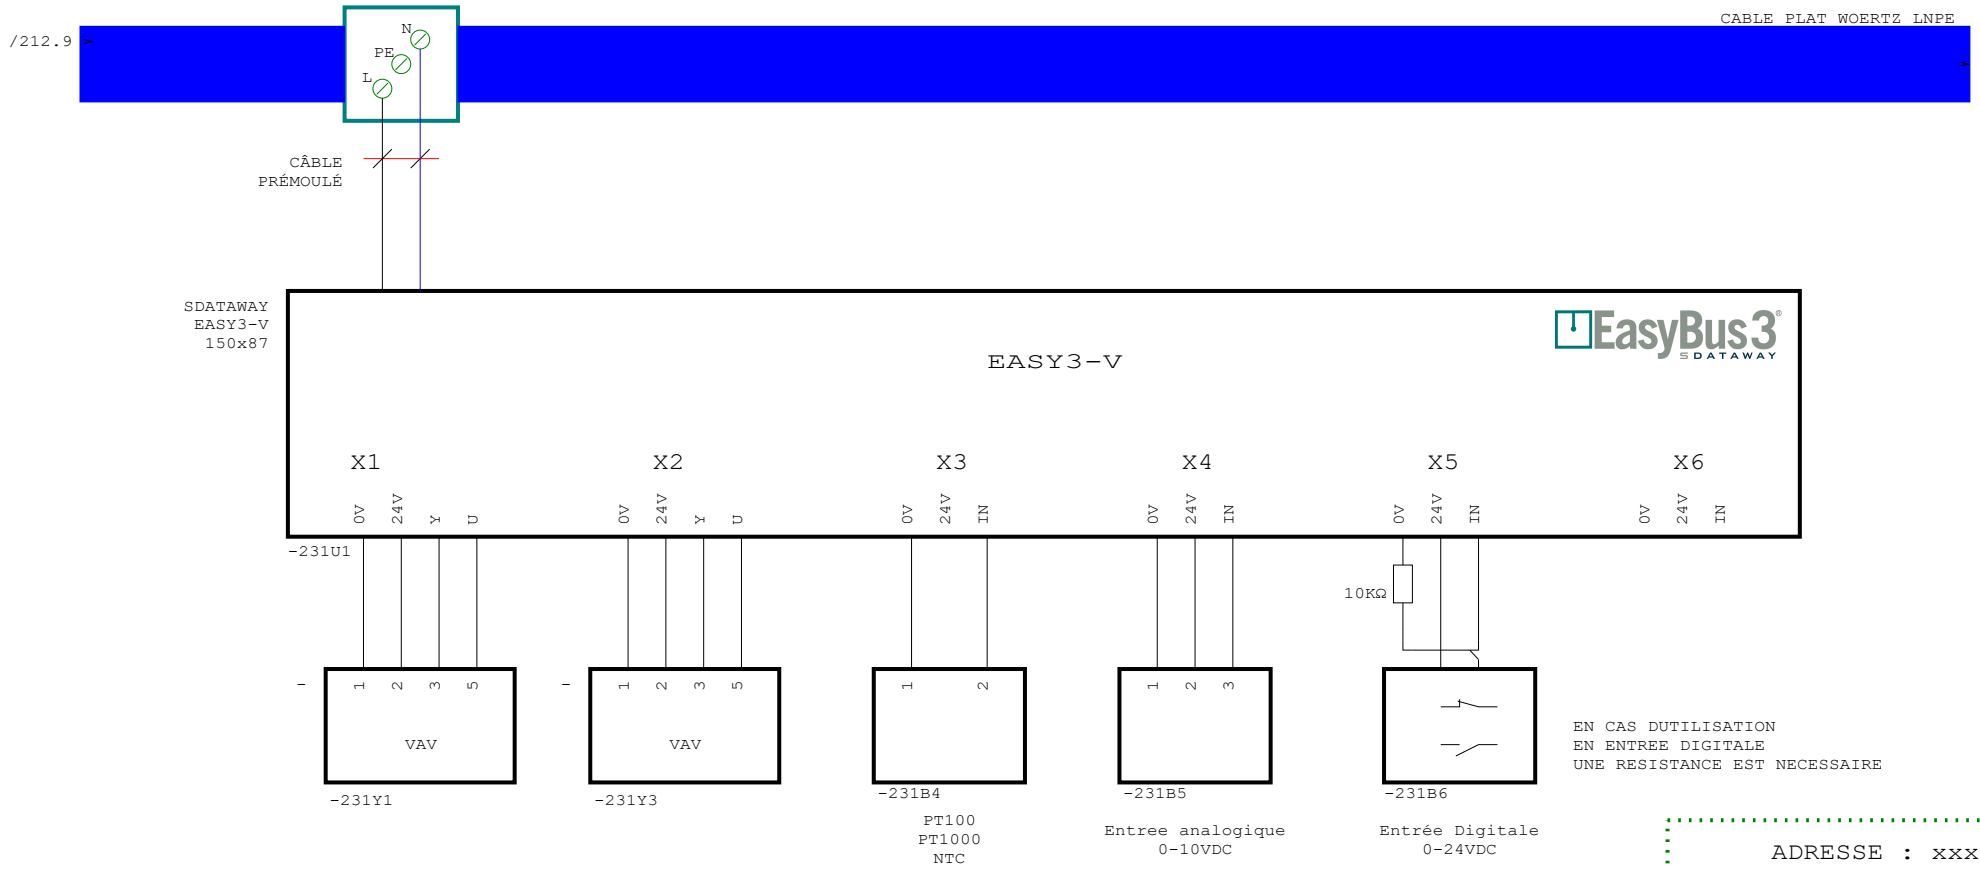 CABLE PLAT WOERTZ LNPE
/212.9
N
PE
L
CÂBLE
PRÉMOULÉ
SDATAWAY
EASY3-V
150x87
EasyBus3®
SDATAWAY
EASY3-V
X1 X2 X3 X4 X5 X6
0V 24V Y U 0V 24V Y U 0V 24V IN 0V 24V IN 0V 24V IN 0V 24V IN
-231U1
10KΩ
- 1 2 3 5 - 1 2 3 5 1 2 1 2 3
VAV VAV
EN CAS DUTILISATION
EN ENTREE DIGITALE
UNE RESISTANCE EST NECESSAIRE
-231Y1 -231Y3 -231B4 -231B5 -231B6
PT100
PT1000
NTC
Entree analogique
0-10VDC
Entrée Digitale
0-24VDC
ADRESSE : xxx